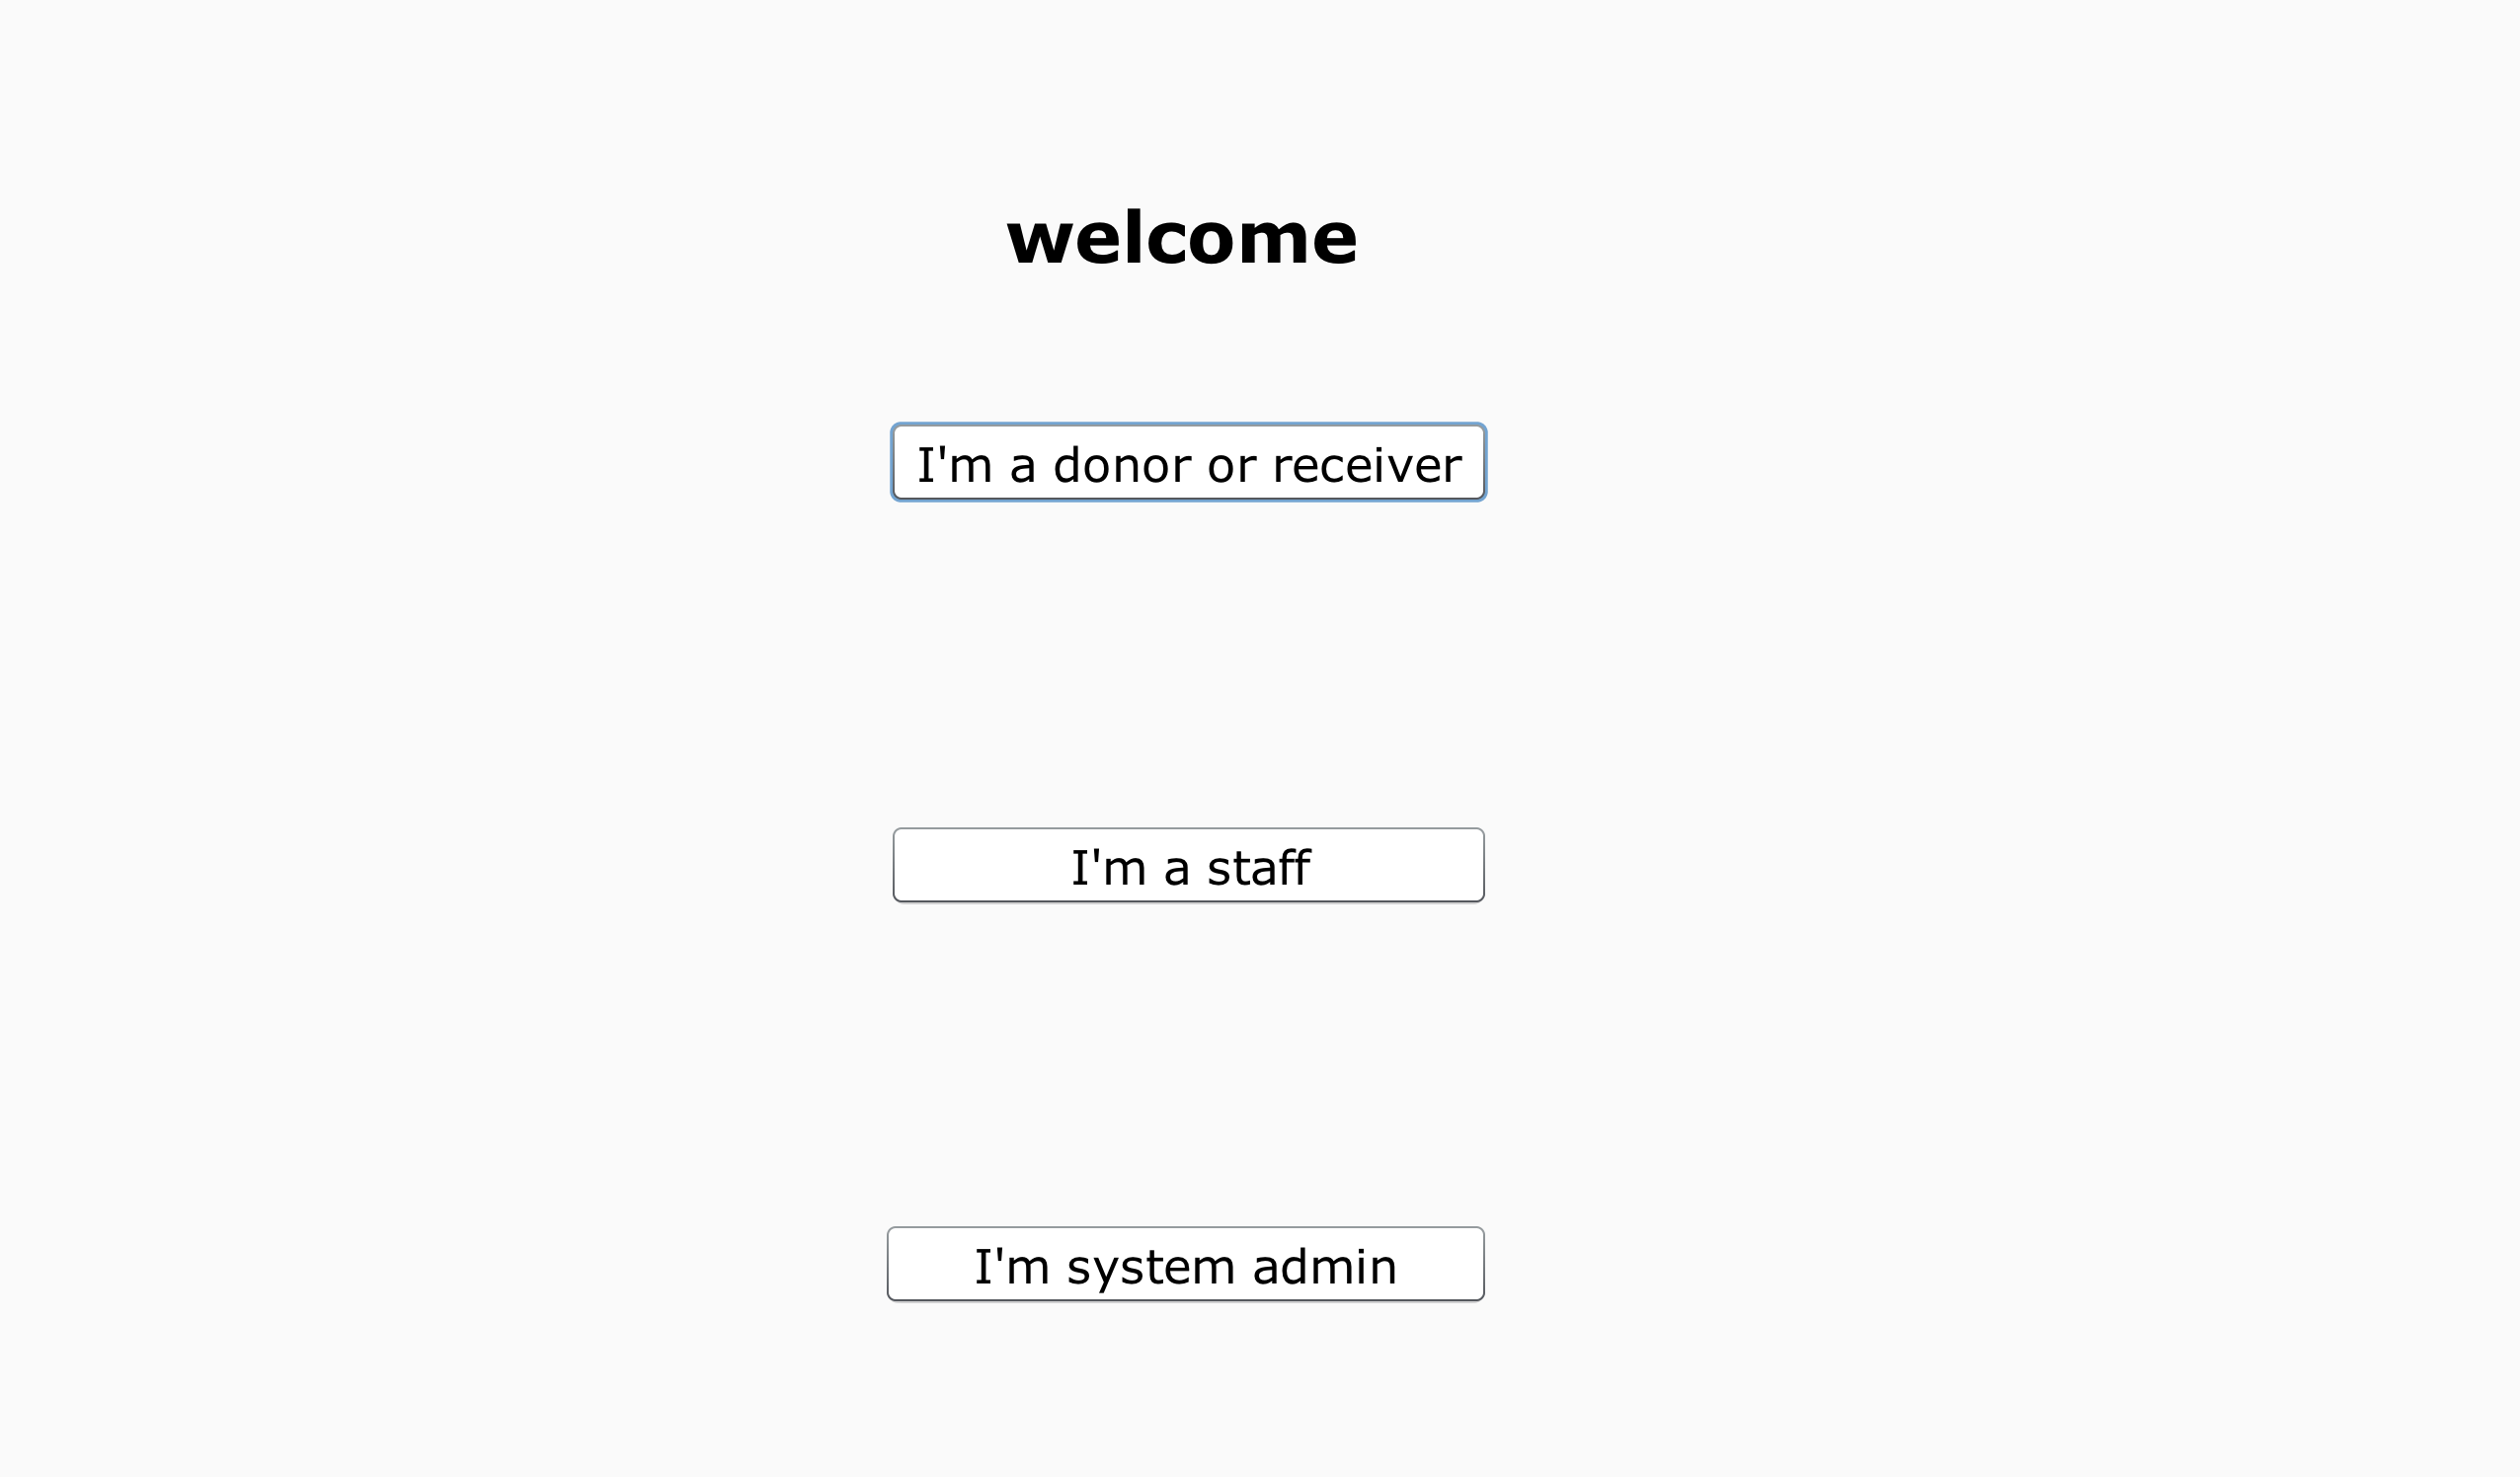 welcome
I'm a donor or receiver
I'm a staff
I'm system admin